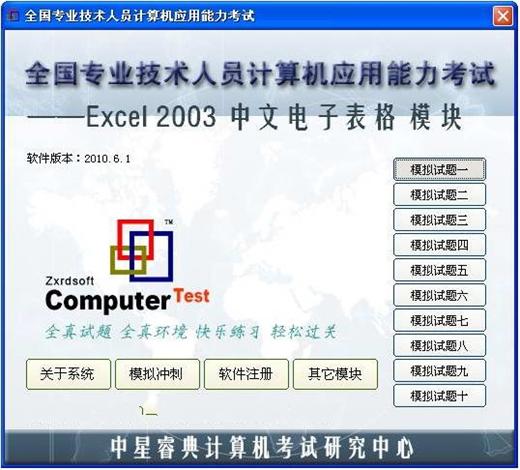 全国专业技术人员计算机应用能力考试
全国专业技术人员计算机应用能力考试
——Excel 2003 中文电子表格 模块
软件版本：2010.6.1
模拟试题一
模拟试题二
模拟试题三
模拟试题四
模拟试题五
模拟试题六
模拟试题七
模拟试题八
模拟试题九
模拟试题十
TM
Zxrdsoft
Computer Test
全真试题 全真环境 快乐练习 轻松过关
关于系统 模拟冲刺 软件注册 其它模块
中星睿典计算机考试研究中心